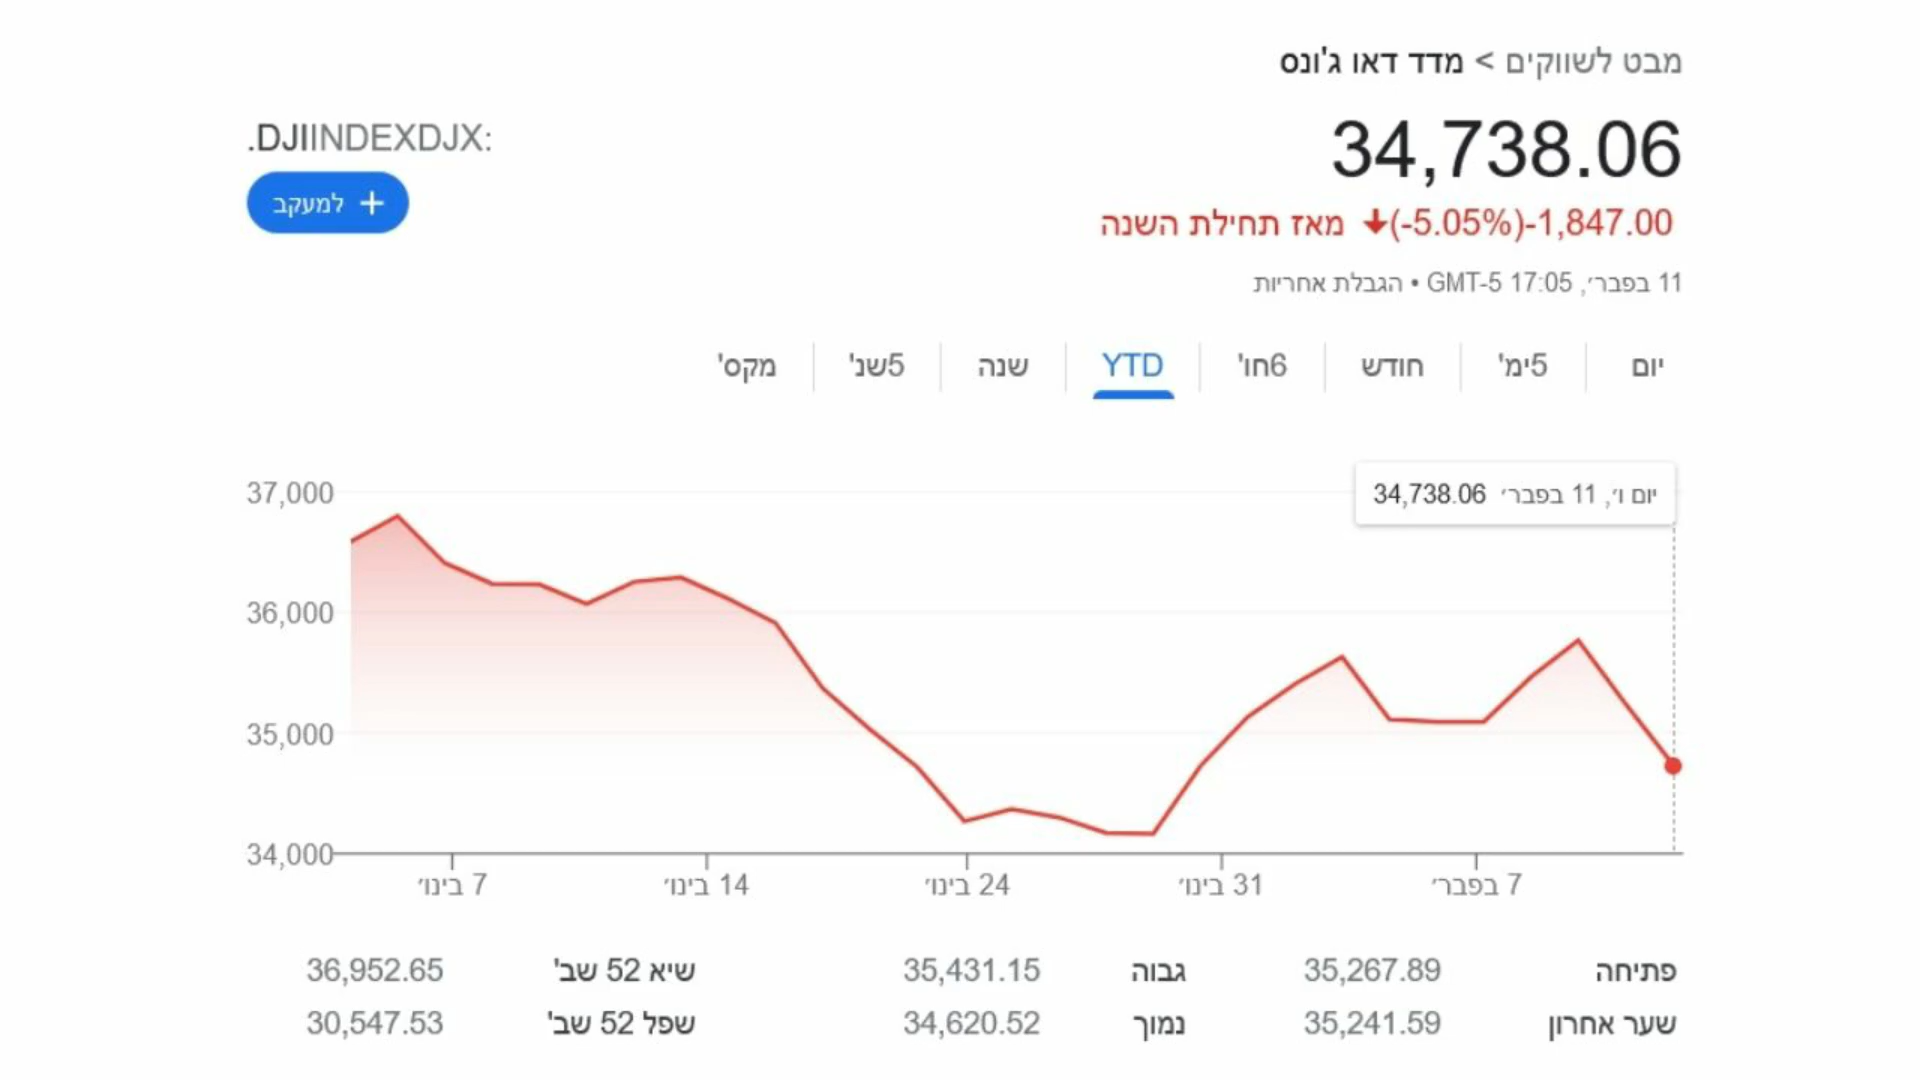 מבט לשווקים > מדד דאו ג'ונס
34,738.06
.DJIINDEXDJX:
+ למעקב
-1,847.00 (-5.05%)↓ מאז תחילת השנה
11 בפבר׳, 17:05 GMT-5 • הגבלת אחריות
יום
5ימ'
חודש
6חו'
YTD
שנה
5שנ'
מקס'
יום ו׳, 11 בפבר׳ 34,738.06
37,000
36,000
35,000
34,000
7 בינו׳
14 בינו׳
24 בינו׳
31 בינו׳
7 בפבר׳
פתיחה 35,267.89 גבוה 35,431.15 שיא 52 שב' 36,952.65
שער אחרון 35,241.59 נמוך 34,620.52 שפל 52 שב' 30,547.53